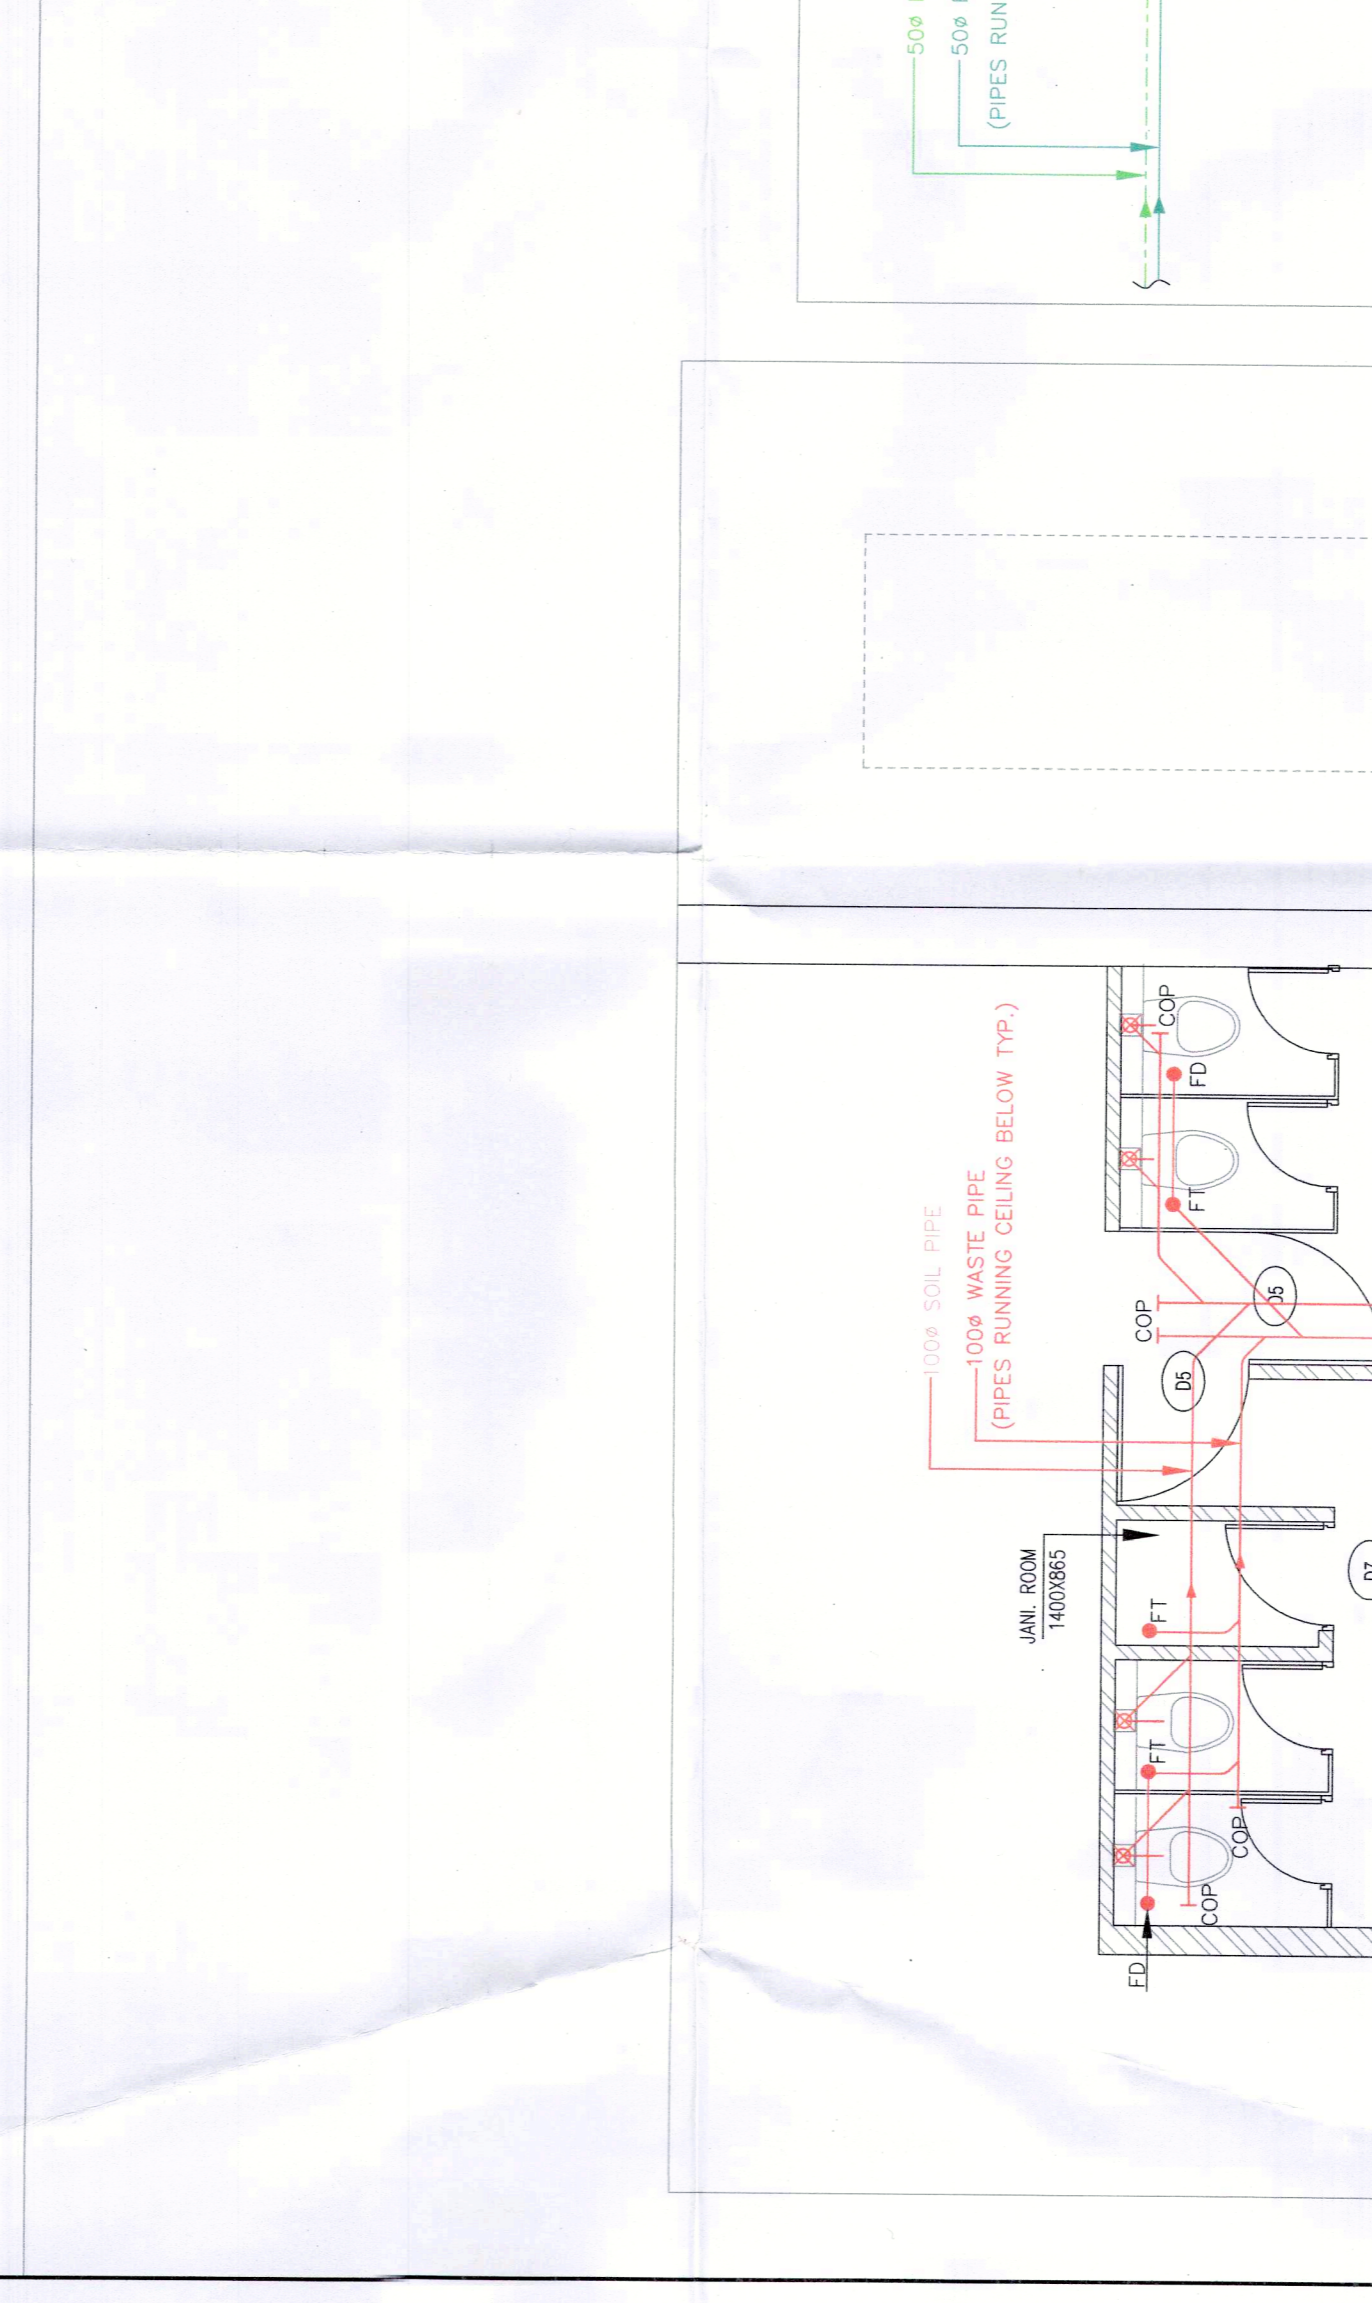 50ø
50ø
(PIPES RUN
100ø SOIL PIPE
100ø WASTE PIPE
(PIPES RUNNING CEILING BELOW TYP.)
JANI. ROOM
1400X865
COP
FD
FT
COP
D5
D5
FT
FT
COP
COP
FD